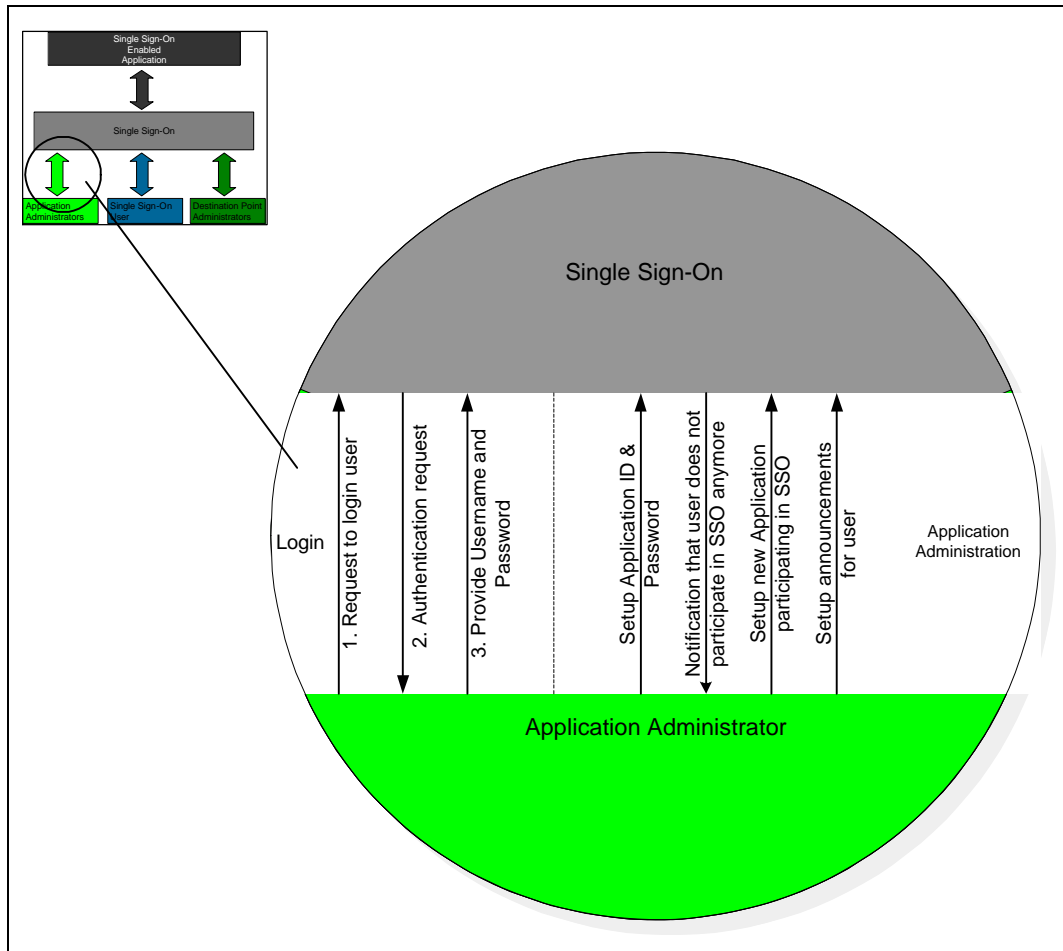 Single Sign-On
Enabled
Application
Single Sign-On
Application
Administrators
Single Sign-On
User
Destination Point
Administrators
Single Sign-On
Login
1. Request to login user
2. Authentication request
3. Provide Username and
Password
Setup Application ID &
Password
Notification that user does not
participate in SSO anymore
Setup new Application
participating in SSO
Setup announcements
for user
Application
Administration
Application Administrator